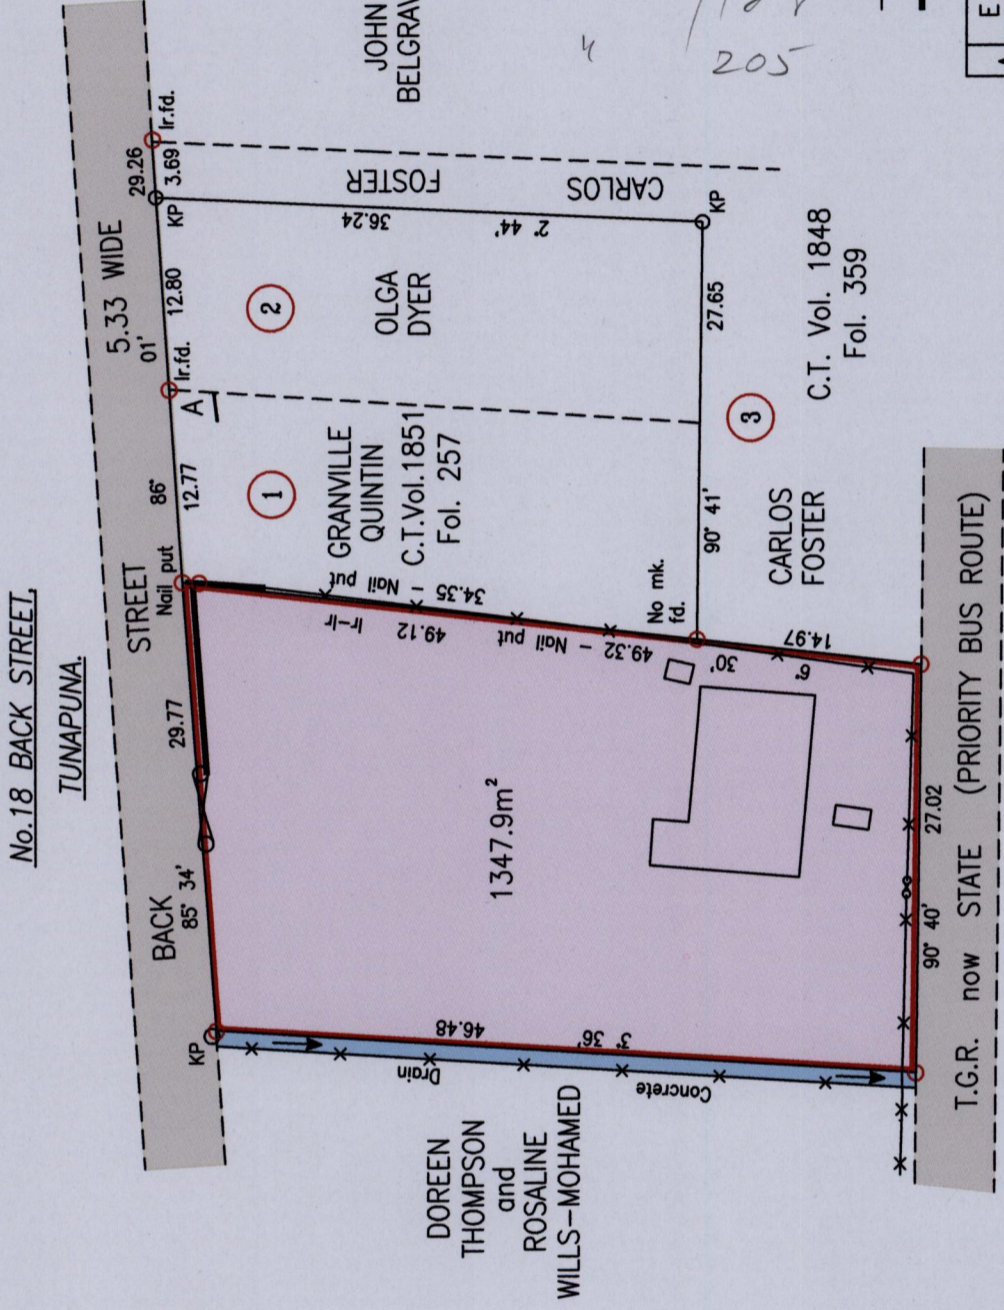 No.18 BACK STREET,
TUNAPUNA.
BACK STREET 5.33 WIDE
85° 34'
29.77
Nail put
86° 01'
12.77
Ir.fd.
12.80
KP
29.26
3.69
Ir.fd.
JOHN
"
205
E
A
1
GRANVILLE
QUINTIN
C.T.Vol.1851
Fol. 257
2
OLGA
DYER
36.24
2° 44'
CARLOS FOSTER
KP
27.65
90° 41'
3
C.T. Vol. 1848
Fol. 359
CARLOS
FOSTER
No mk.
fd.
34.35
Nail put
49.12 Ir-Ir
49.32 - Nail put
6° 30'
14.97
1347.9m²
KP
46.48
3° 36'
Concrete Drain
DOREEN
THOMPSON
and
ROSALINE
WILLS-MOHAMED
90° 40'
27.02
T.G.R. now STATE (PRIORITY BUS ROUTE)